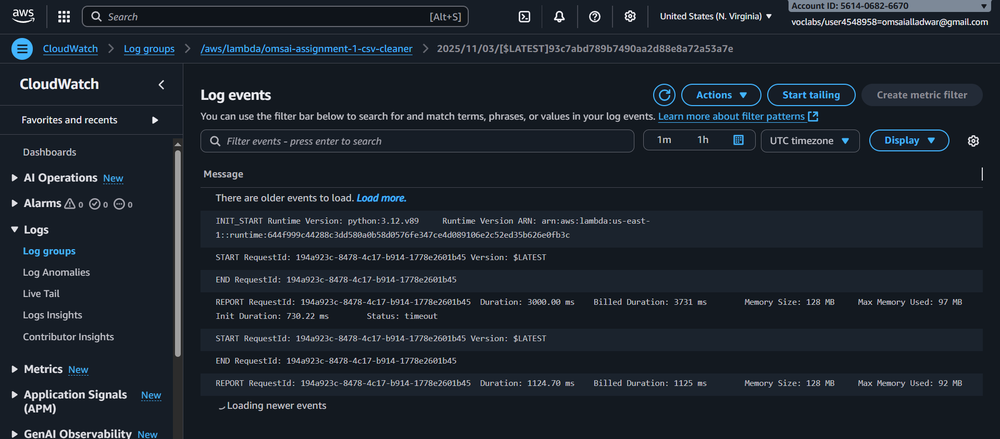 aws
Search
[Alt+S]
United States (N. Virginia)
Account ID: 5614-0682-6670
voclabs/user4548958=omsaialladwar@gmail.com
CloudWatch
Log groups
/aws/lambda/omsai-assignment-1-csv-cleaner
2025/11/03/[$LATEST]93c7abd789b7490aa2d88e8a72a53a7e
CloudWatch
Favorites and recents
Dashboards
AI Operations New
Alarms 0 0 0
Logs
Log groups
Log Anomalies
Live Tail
Logs Insights
Contributor Insights
Metrics New
Application Signals New
(APM)
GenAI Observability New
Log events
Actions
Start tailing
Create metric filter
You can use the filter bar below to search for and match terms, phrases, or values in your log events. Learn more about filter patterns
Filter events - press enter to search
1m
1h
UTC timezone
Display
Message
There are older events to load. Load more.
INIT_START Runtime Version: python:3.12.v89 Runtime Version ARN: arn:aws:lambda:us-east-
1::runtime:644f999c44288c3dd580a0b58d0576fe347ce4d089106e2c52ed35b626e0fb3c
START RequestId: 194a923c-8478-4c17-b914-1778e2601b45 Version: $LATEST
END RequestId: 194a923c-8478-4c17-b914-1778e2601b45
REPORT RequestId: 194a923c-8478-4c17-b914-1778e2601b45 Duration: 3000.00 ms Billed Duration: 3731 ms Memory Size: 128 MB Max Memory Used: 97 MB
Init Duration: 730.22 ms Status: timeout
START RequestId: 194a923c-8478-4c17-b914-1778e2601b45 Version: $LATEST
END RequestId: 194a923c-8478-4c17-b914-1778e2601b45
REPORT RequestId: 194a923c-8478-4c17-b914-1778e2601b45 Duration: 1124.70 ms Billed Duration: 1125 ms Memory Size: 128 MB Max Memory Used: 92 MB
Loading newer events